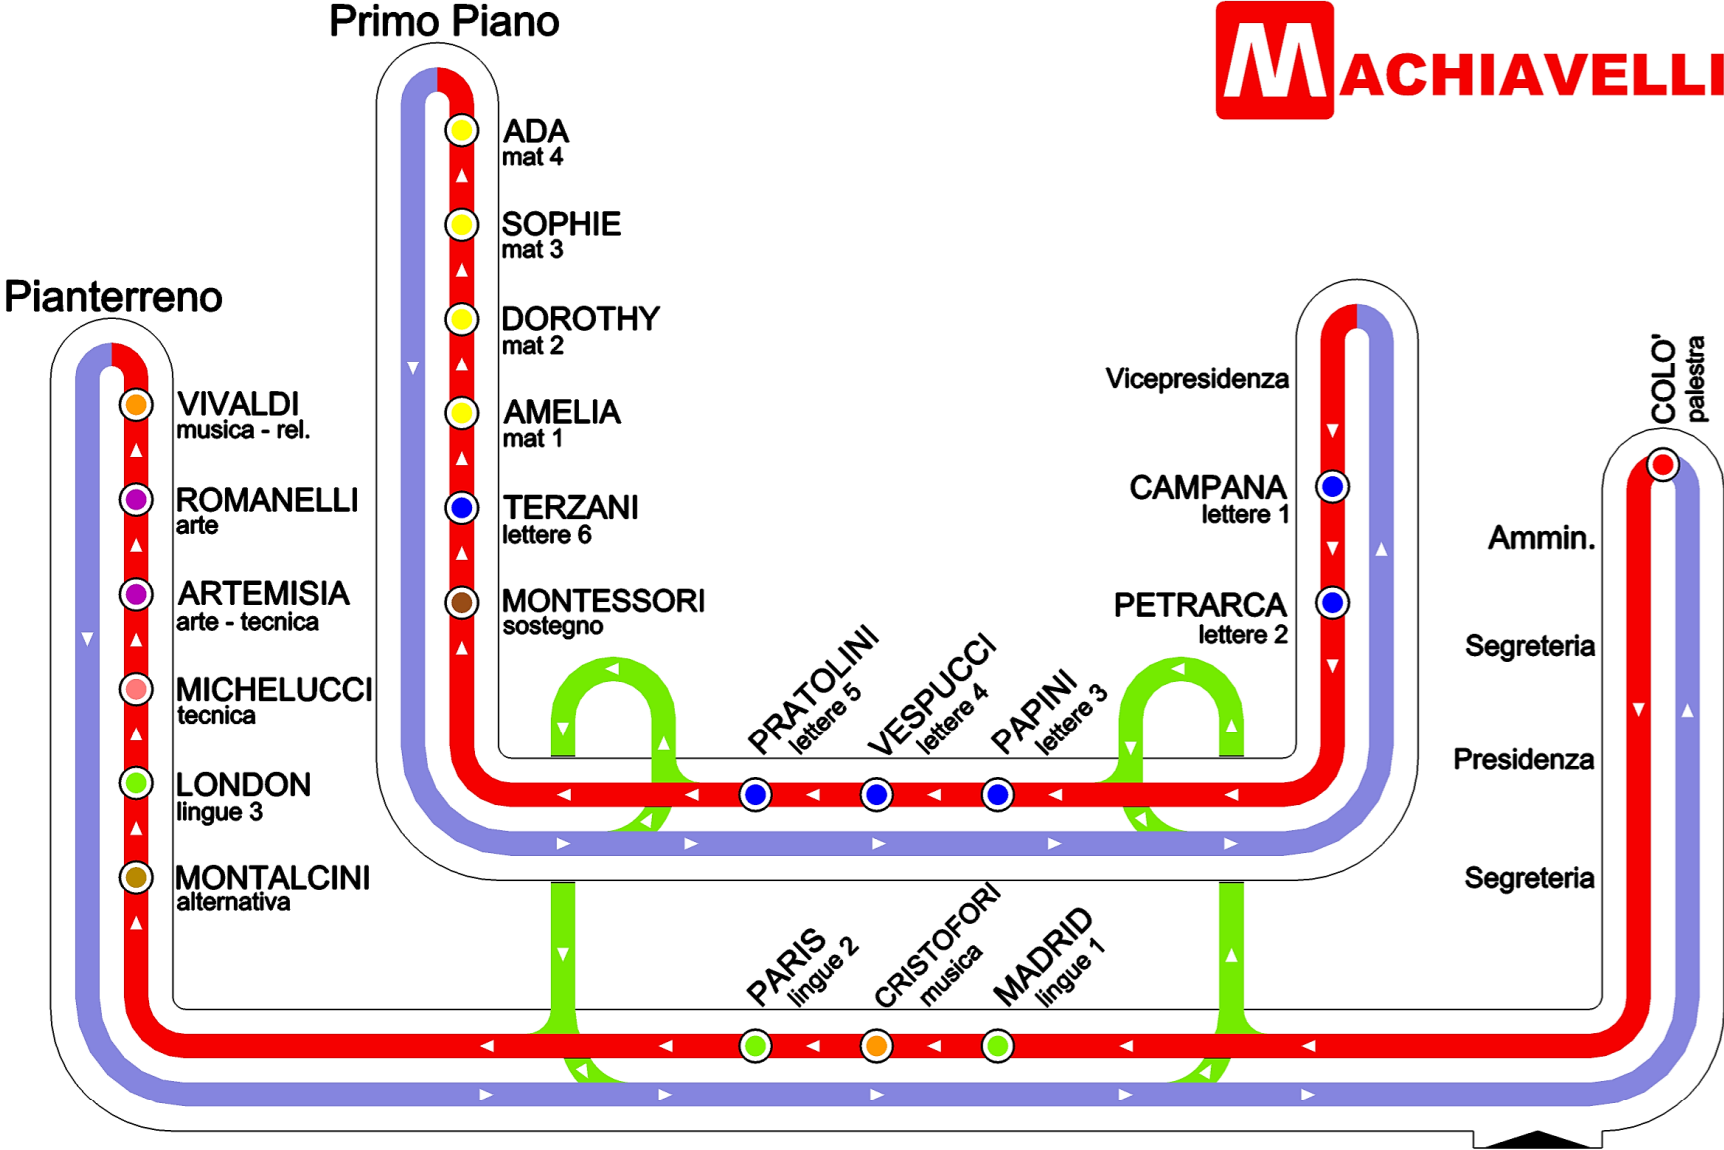 Primo Piano
MACHIAVELLI
ADA
mat 4
SOPHIE
mat 3
DOROTHY
mat 2
AMELIA
mat 1
TERZANI
lettere 6
MONTESSORI
sostegno
PRATOLINI
lettere 5
VESPUCCI
lettere 4
PAPINI
lettere 3
Vicepresidenza
CAMPANA
lettere 1
PETRARCA
lettere 2
Pianterreno
VIVALDI
musica - rel.
ROMANELLI
arte
ARTEMISIA
arte - tecnica
MICHELUCCI
tecnica
LONDON
lingue 3
MONTALCINI
alternativa
PARIS
lingue 2
CRISTOFORI
musica
MADRID
lingue 1
COLO'
palestra
Ammin.
Segreteria
Presidenza
Segreteria